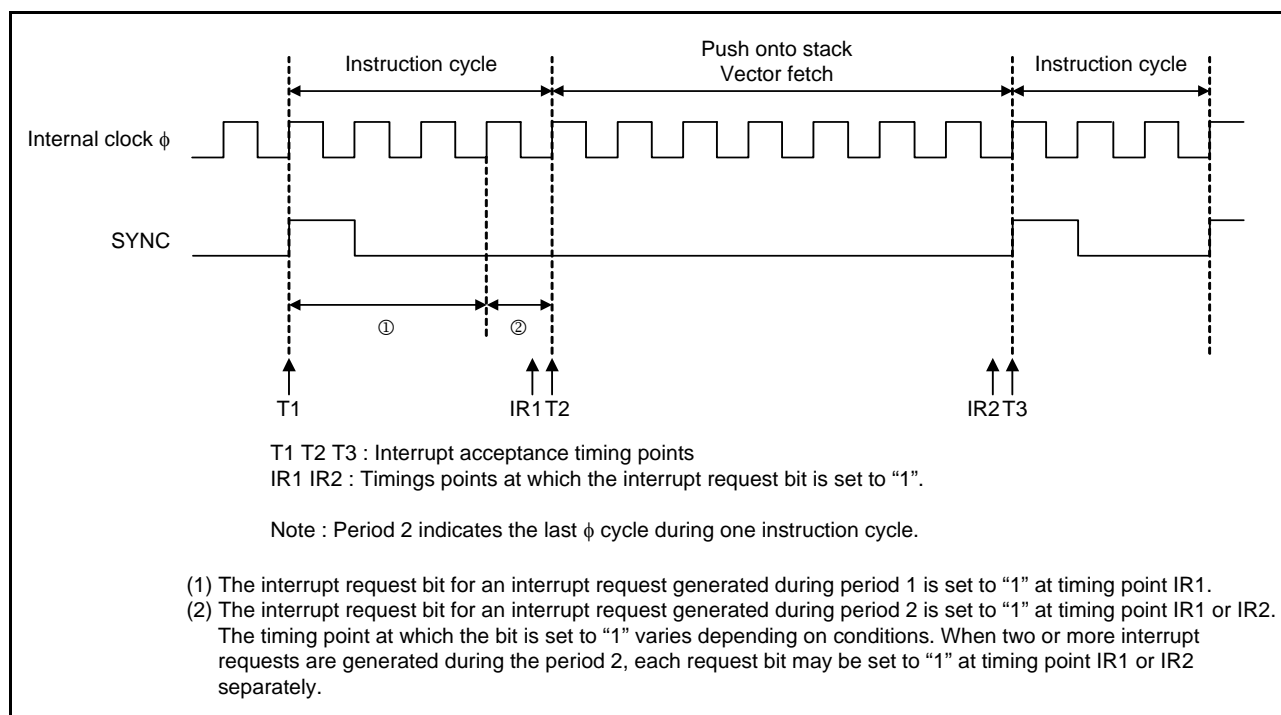 Instruction cycle
Push onto stack
Vector fetch
Instruction cycle
Internal clock ϕ
SYNC
①
②
T1
IR1 T2
IR2 T3
T1 T2 T3 : Interrupt acceptance timing points
IR1 IR2 : Timings points at which the interrupt request bit is set to “1”.
Note : Period 2 indicates the last ϕ cycle during one instruction cycle.
(1) The interrupt request bit for an interrupt request generated during period 1 is set to “1” at timing point IR1.
(2) The interrupt request bit for an interrupt request generated during period 2 is set to “1” at timing point IR1 or IR2.
The timing point at which the bit is set to “1” varies depending on conditions. When two or more interrupt
requests are generated during the period 2, each request bit may be set to “1” at timing point IR1 or IR2
separately.